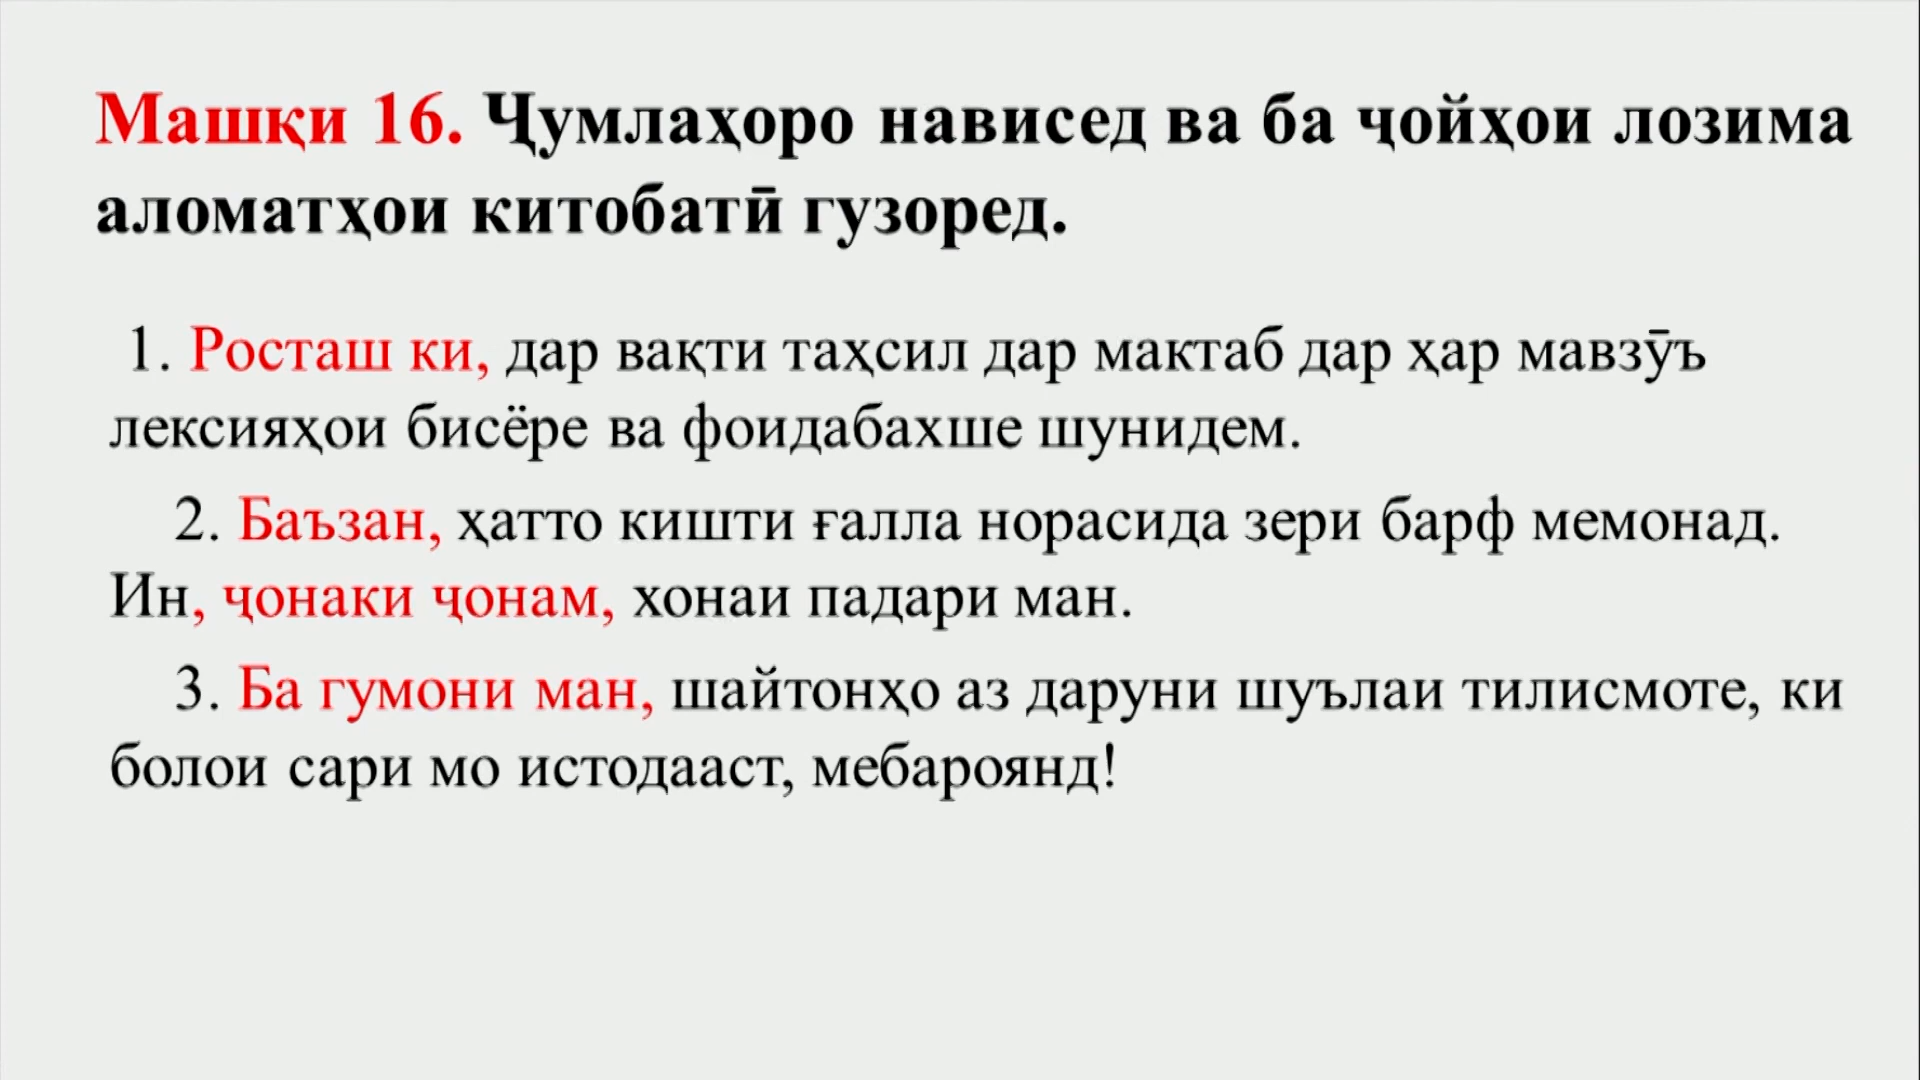 Машқи 16. Ҷумлаҳоро нависед ва ба ҷойҳои лозима
аломатҳои китобатӣ гузоред.
1. Росташ ки, дар вақти таҳсил дар мактаб дар ҳар мавзӯъ
лексияҳои бисёре ва фоидабахше шунидем.
2. Баъзан, ҳатто кишти ғалла норасида зери барф мемонад.
Ин, ҷонаки ҷонам, хонаи падари ман.
3. Ба гумони ман, шайтонҳо аз даруни шуълаи тилисмоте, ки
болои сари мо истодааст, мебароянд!